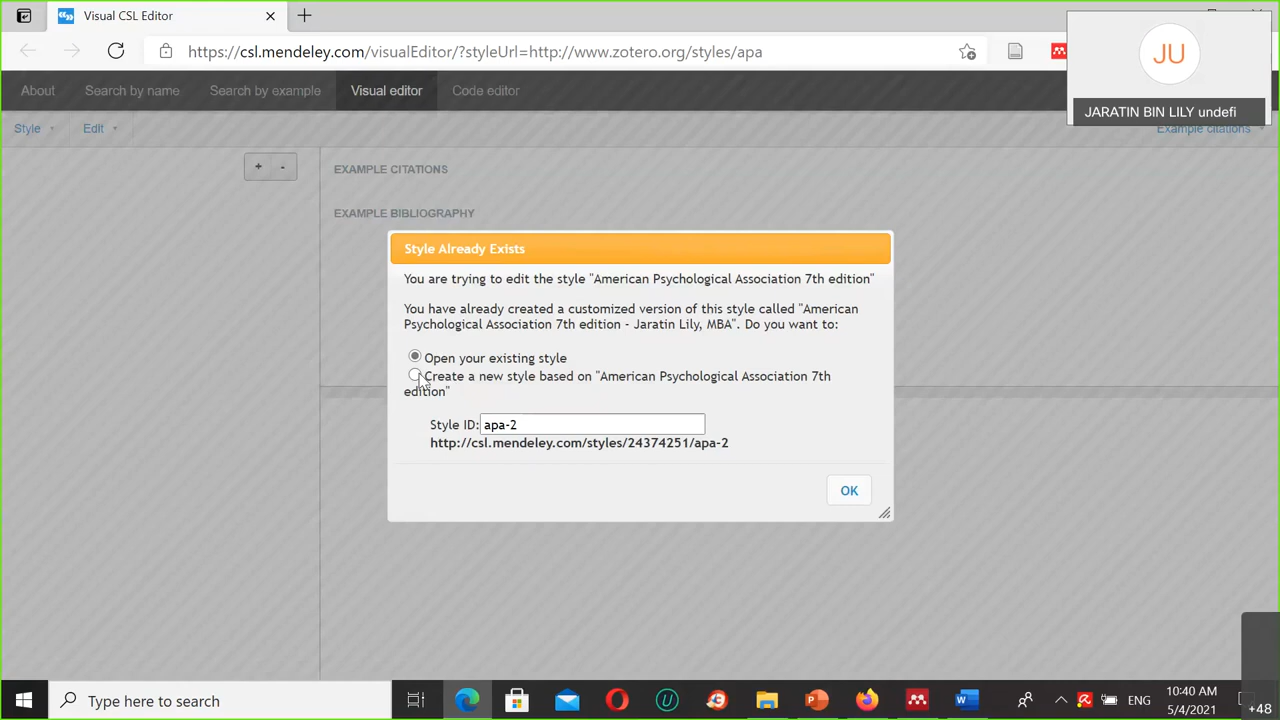 Visual CSL Editor
https://csl.mendeley.com/visualEditor/?styleUrl=http://www.zotero.org/styles/apa
JU
JARATIN BIN LILY undefi
About
Search by name
Search by example
Visual editor
Code editor
Style
Edit
Example citations
+
-
EXAMPLE CITATIONS
EXAMPLE BIBLIOGRAPHY
Style Already Exists
You are trying to edit the style "American Psychological Association 7th edition"
You have already created a customized version of this style called "American
Psychological Association 7th edition - Jaratin Lily, MBA". Do you want to:
Open your existing style
Create a new style based on "American Psychological Association 7th
edition"
Style ID: apa-2
http://csl.mendeley.com/styles/24374251/apa-2
OK
Type here to search
ENG
10:40 AM
5/4/2021
+48